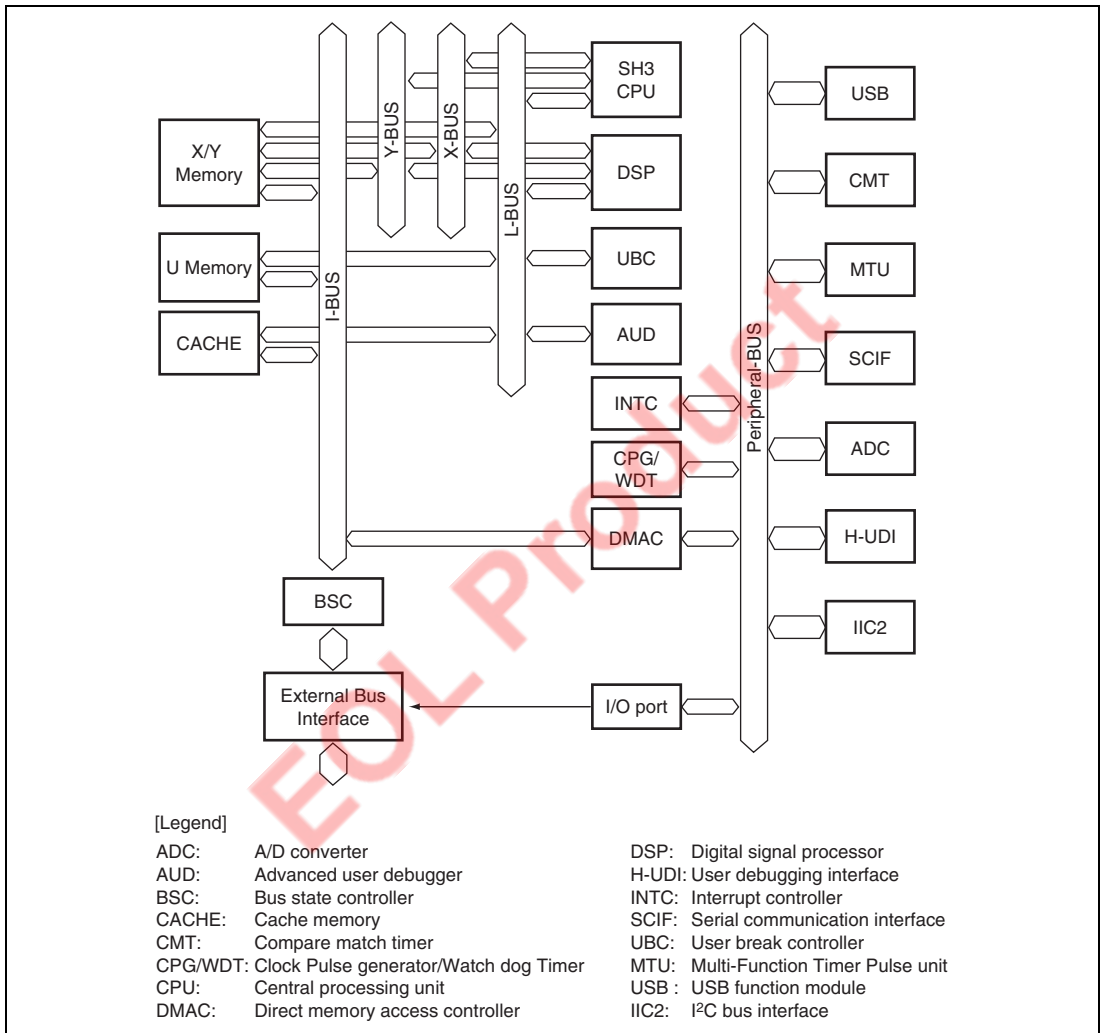 SH3
CPU
USB
X/Y
Memory
Y-BUS
X-BUS
L-BUS
DSP
CMT
U Memory
I-BUS
UBC
MTU
CACHE
AUD
Peripheral-BUS
SCIF
INTC
CPG/
WDT
ADC
DMAC
H-UDI
BSC
IIC2
External Bus
Interface
I/O port
EOL Product
[Legend]
ADC: A/D converter
AUD: Advanced user debugger
BSC: Bus state controller
CACHE: Cache memory
CMT: Compare match timer
CPG/WDT: Clock Pulse generator/Watch dog Timer
CPU: Central processing unit
DMAC: Direct memory access controller
DSP: Digital signal processor
H-UDI: User debugging interface
INTC: Interrupt controller
SCIF: Serial communication interface
UBC: User break controller
MTU: Multi-Function Timer Pulse unit
USB : USB function module
IIC2: I²C bus interface